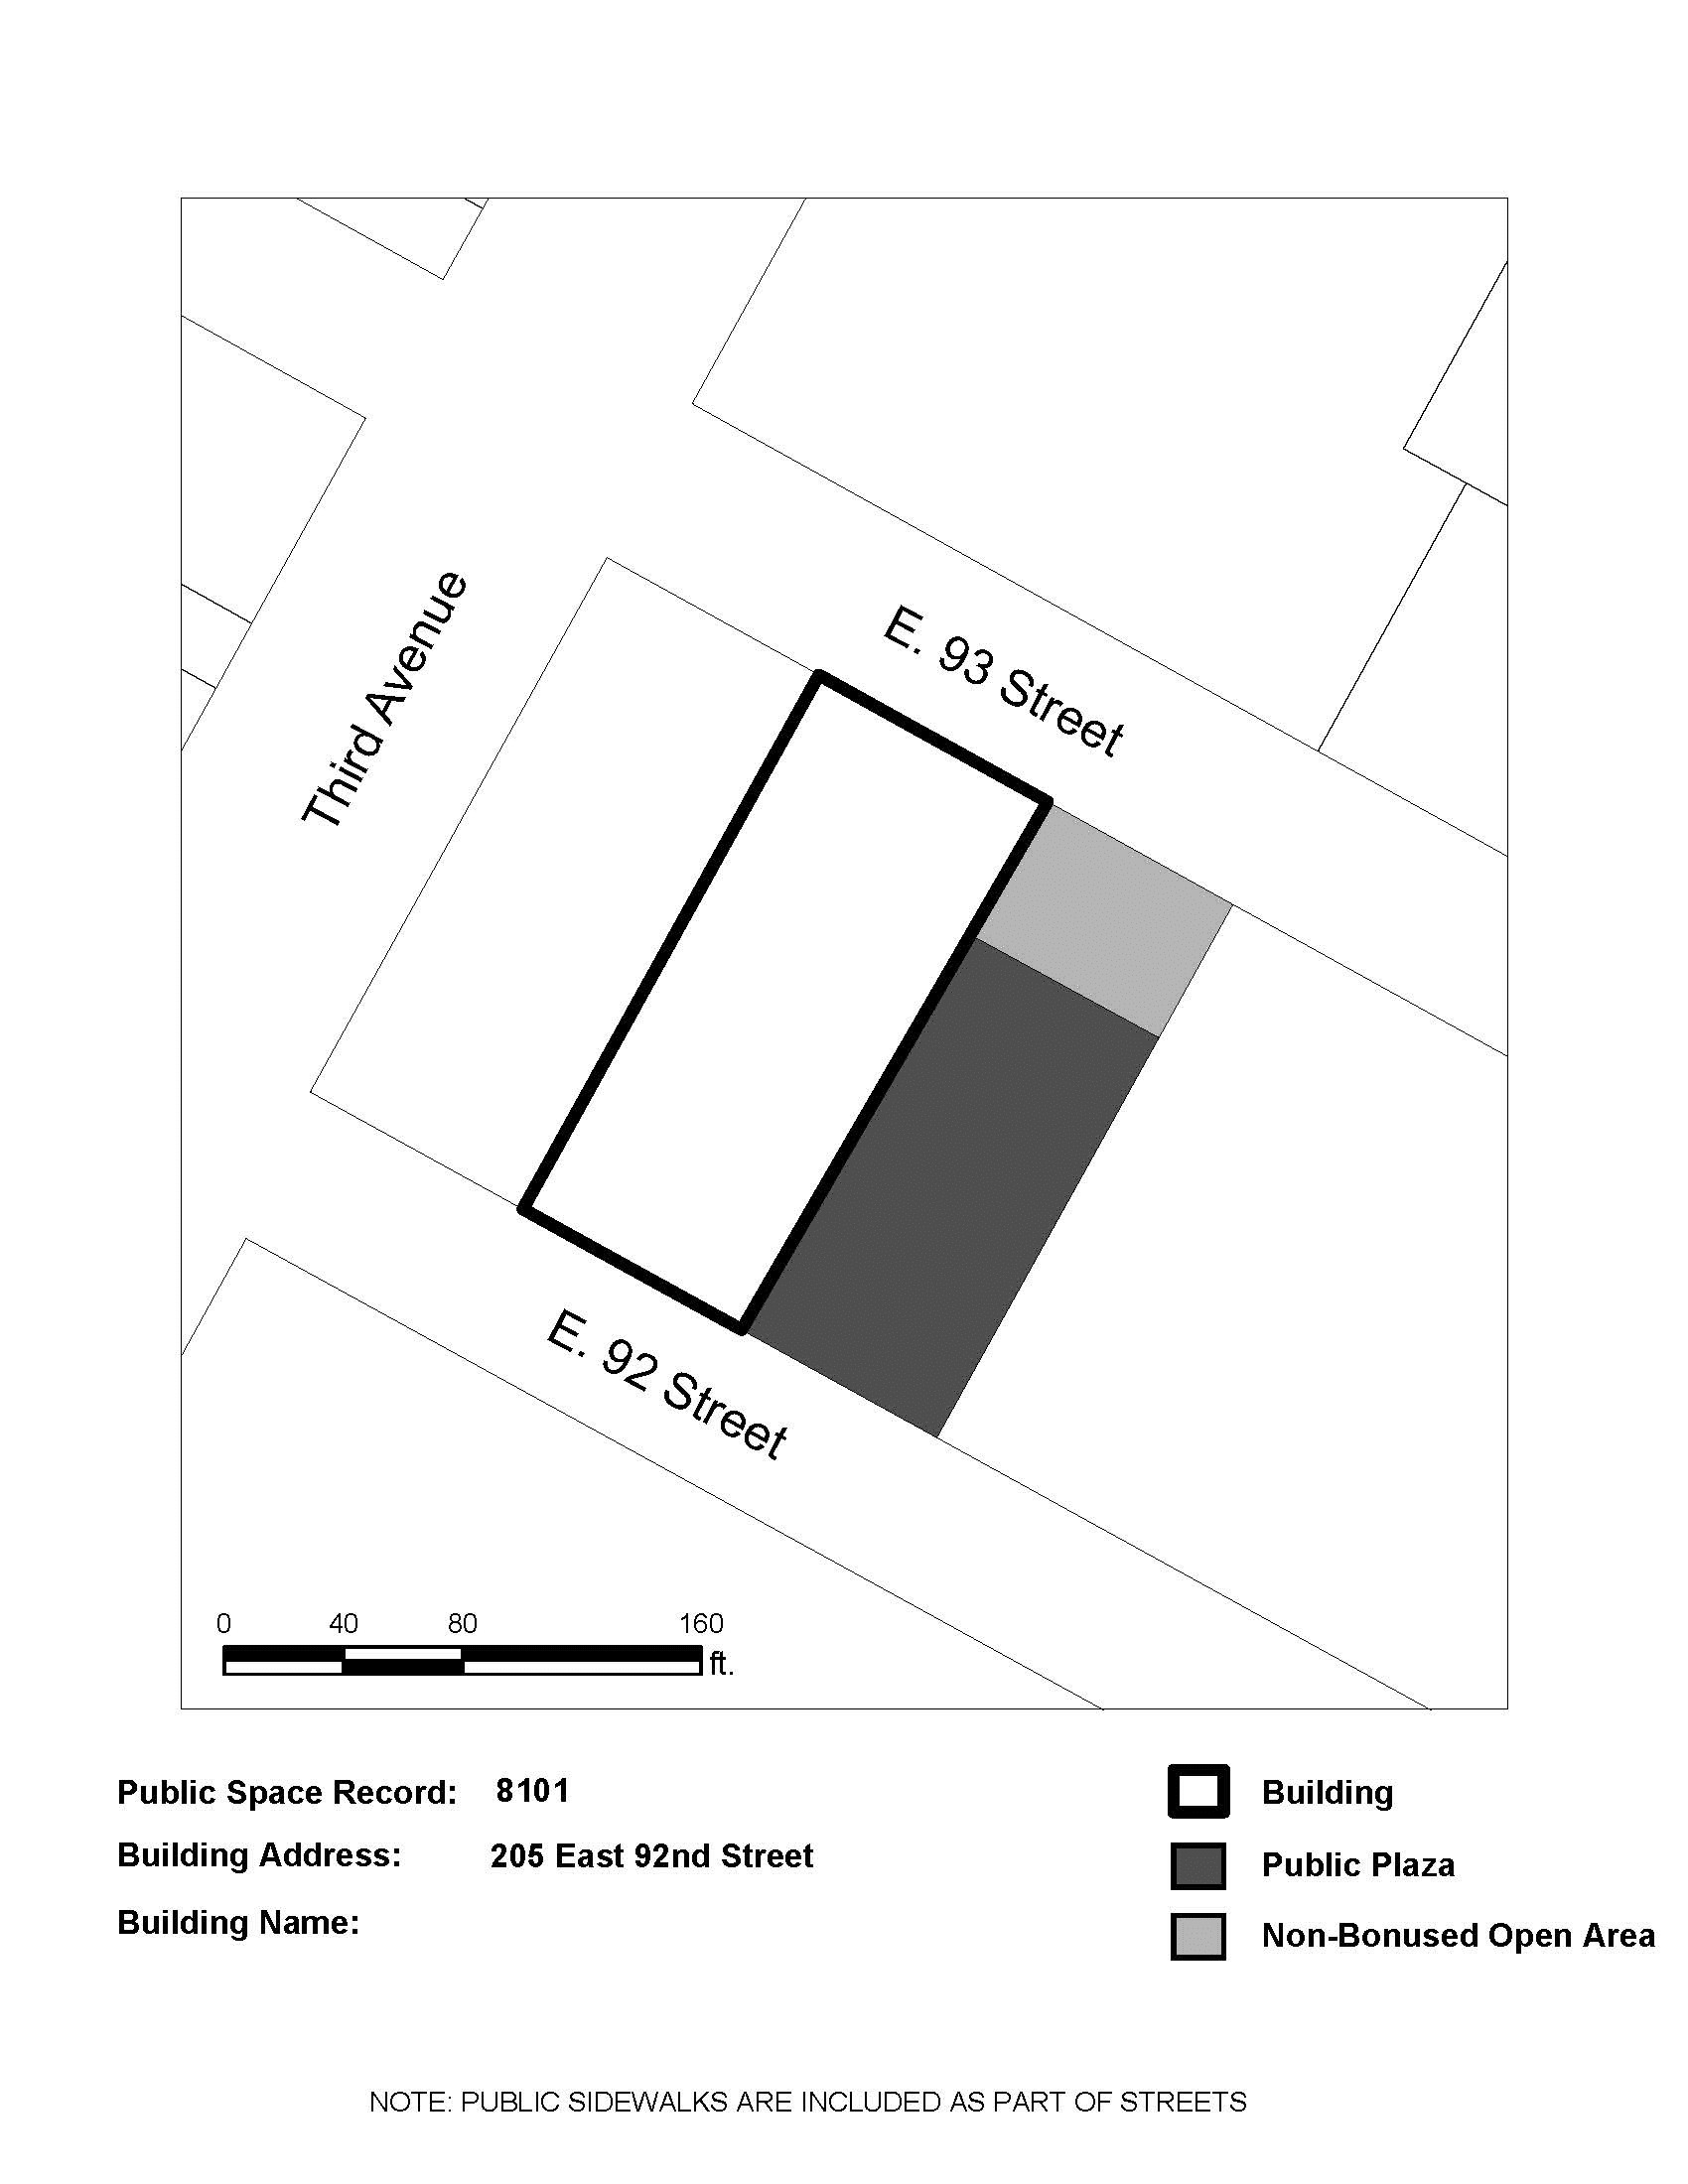 E. 93 Street
Third Avenue
E. 92 Street
0 40 80 160
ft.
Public Space Record: 8101
Building Address: 205 East 92nd Street
Building Name:
Building
Public Plaza
Non-Bonused Open Area
NOTE: PUBLIC SIDEWALKS ARE INCLUDED AS PART OF STREETS